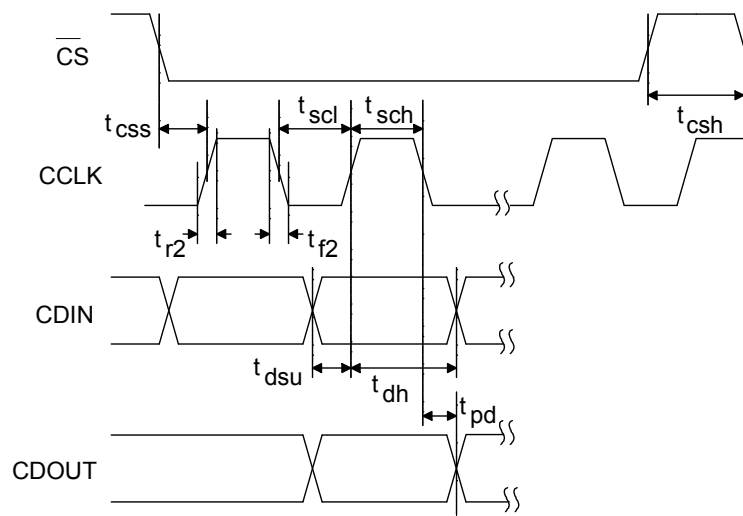 CS
t scl
t sch
t css
t csh
CCLK
t r2
t f2
CDIN
t dsu
t dh
t pd
CDOUT